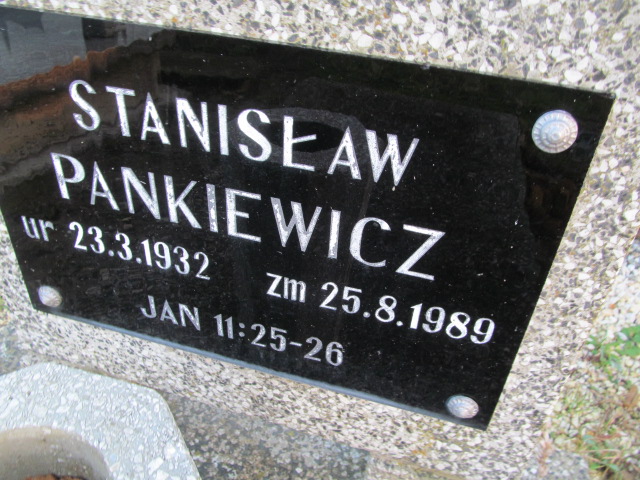 STANISŁAW
PANKIEWICZ
ur 23.3.1932 zm 25.8.1989
JAN 11:25-26